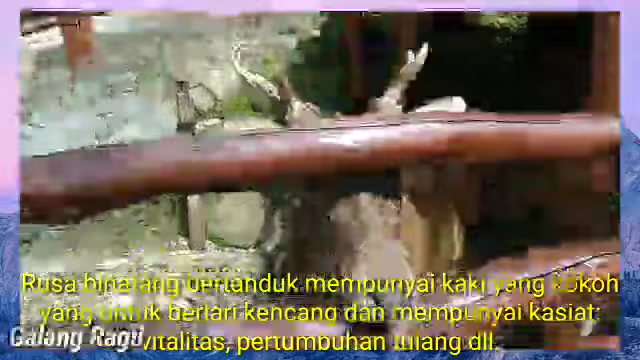 Rusa binatang bertanduk mempunyai kaki yang kokoh
yang untuk berlari kencang dan mempunyai kasiat:
vitalitas, pertumbuhan tulang dll.
Galang Ragil